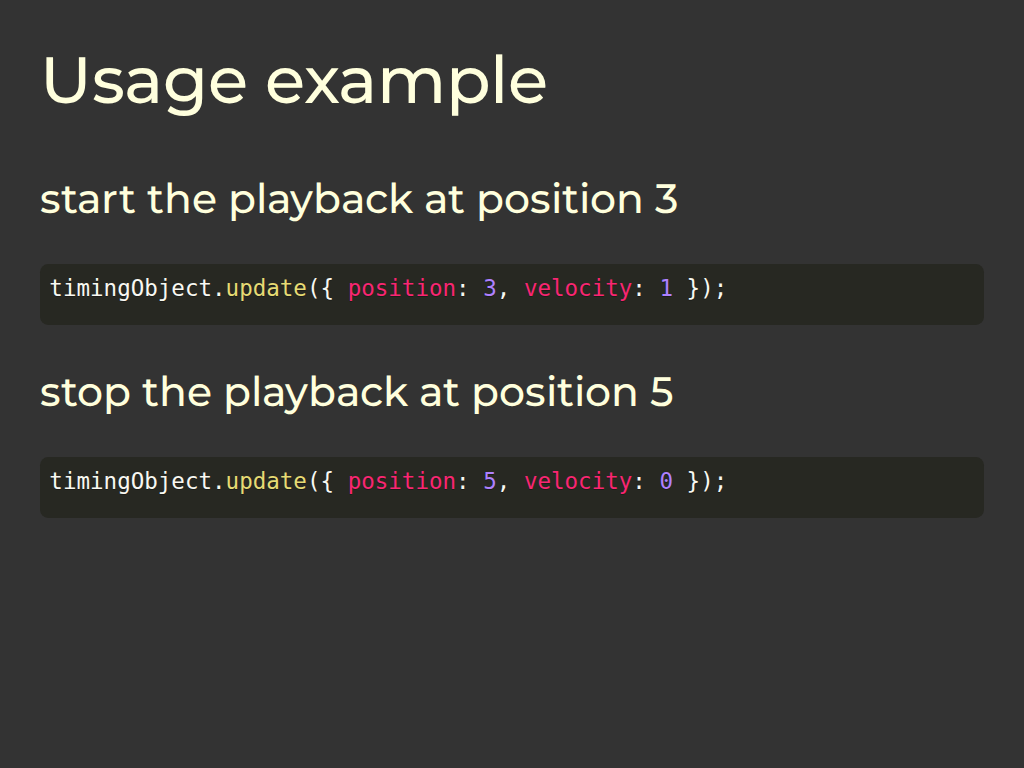 Usage example
start the playback at position 3
timingObject.update({ position: 3, velocity: 1 });
stop the playback at position 5
timingObject.update({ position: 5, velocity: 0 });